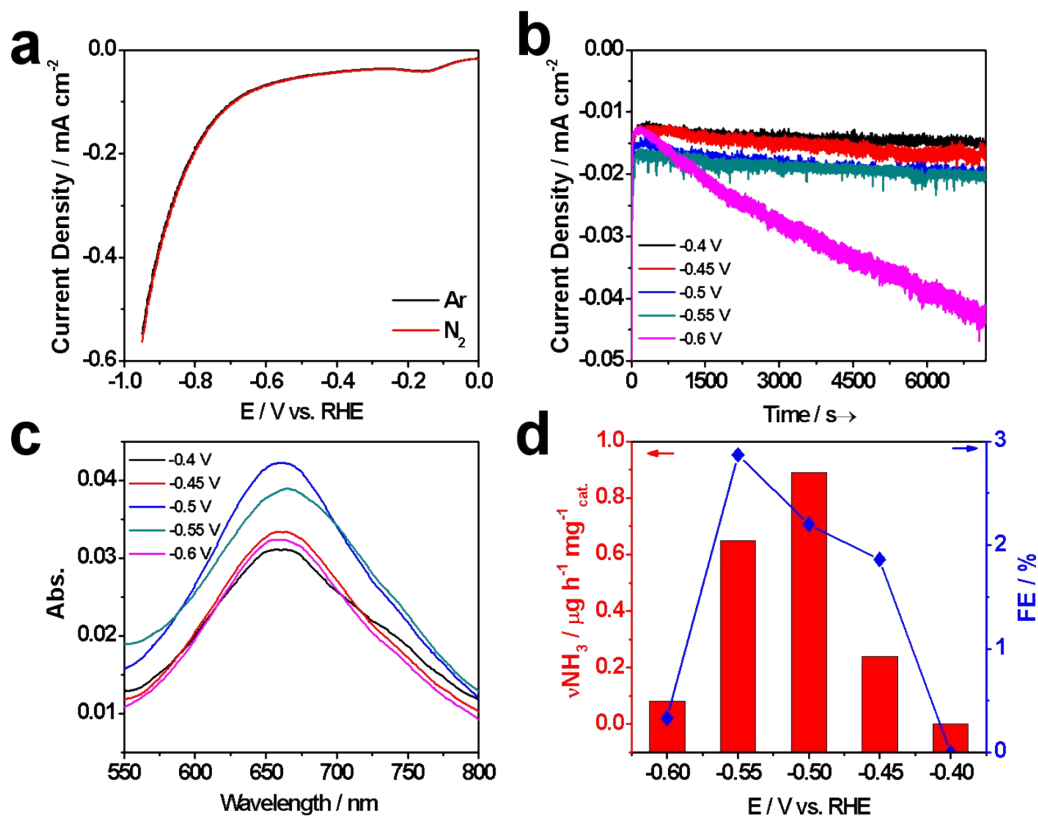 a
0.0
-0.2
-0.4
-0.6
Current Density / mA cm⁻²
Ar
N₂
-1.0 -0.8 -0.6 -0.4 -0.2 0.0
E / V vs. RHE
b
0.00
-0.01
-0.02
-0.03
-0.04
-0.05
Current Density / mA cm⁻²
-0.4 V
-0.45 V
-0.5 V
-0.55 V
-0.6 V
0 1500 3000 4500 6000
Time / s→
c
0.04
0.03
0.02
0.01
Abs.
-0.4 V
-0.45 V
-0.5 V
-0.55 V
-0.6 V
550 600 650 700 750 800
Wavelength / nm
d
1.0
0.8
0.6
0.4
0.2
0.0
νNH₃ / μg h⁻¹ mg⁻¹cat.
3
2
1
0
FE / %
-0.60 -0.55 -0.50 -0.45 -0.40
E / V vs. RHE